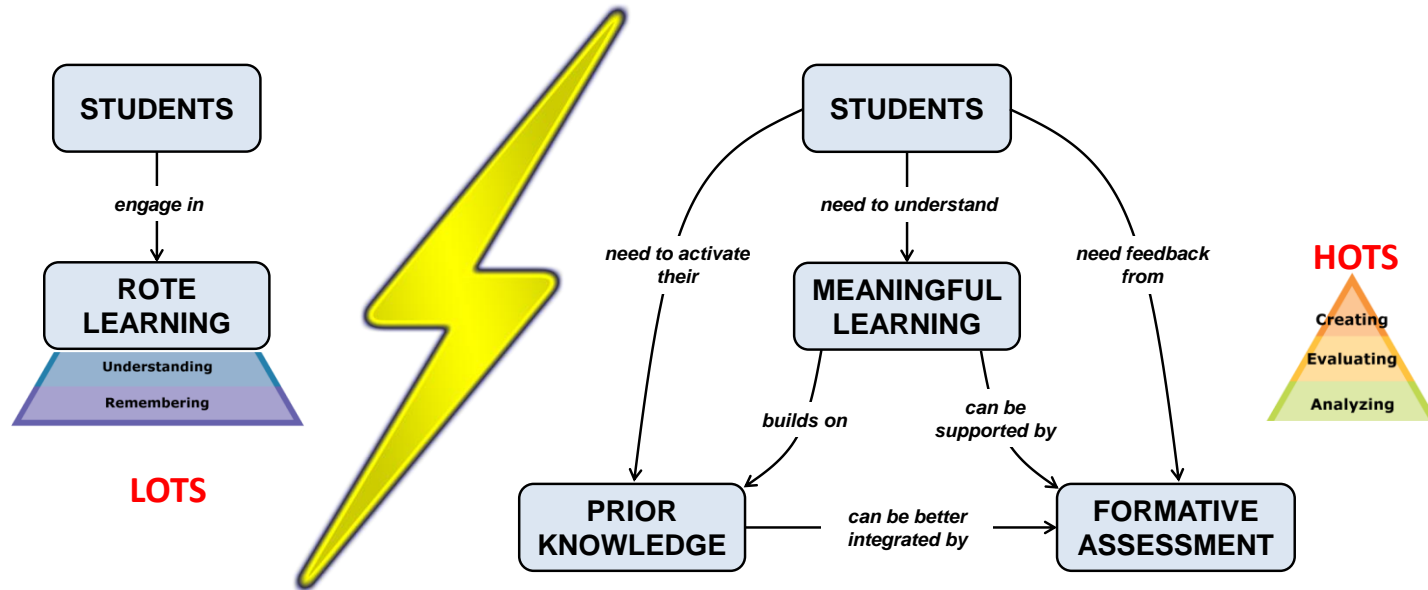 STUDENTS
engage in
ROTE
LEARNING
Understanding
Remembering
LOTS
STUDENTS
need to understand
need to activate
their
need feedback
from
MEANINGFUL
LEARNING
builds on
can be
supported by
PRIOR
KNOWLEDGE
can be better
integrated by
FORMATIVE
ASSESSMENT
HOTS
Creating
Evaluating
Analyzing